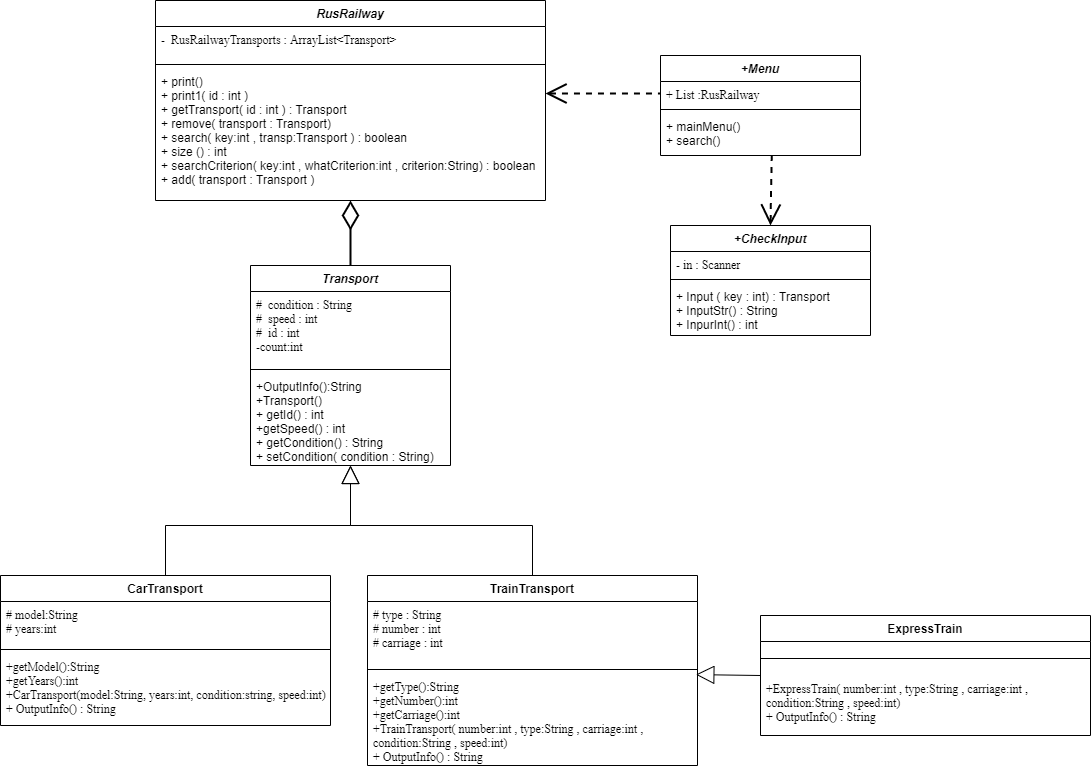 RusRailway
- RusRailwayTransports : ArrayList<Transport>
+ print()
+ print1( id : int )
+ getTransport( id : int ) : Transport
+ remove( transport : Transport)
+ search( key:int , transp:Transport ) : boolean
+ size () : int
+ searchCriterion( key:int , whatCriterion:int , criterion:String) : boolean
+ add( transport : Transport )
+Menu
+ List :RusRailway
+ mainMenu()
+ search()
+CheckInput
- in : Scanner
+ Input ( key : int) : Transport
+ InputStr() : String
+ InpurInt() : int
Transport
# condition : String
# speed : int
# id : int
-count:int
+OutputInfo():String
+Transport()
+ getId() : int
+getSpeed() : int
+ getCondition() : String
+ setCondition( condition : String)
CarTransport
# model:String
# years:int
+getModel():String
+getYears():int
+CarTransport(model:String, years:int, condition:string, speed:int)
+ OutputInfo() : String
TrainTransport
# type : String
# number : int
# carriage : int
+getType():String
+getNumber():int
+getCarriage():int
+TrainTransport( number:int , type:String , carriage:int ,
condition:String , speed:int)
+ OutputInfo() : String
ExpressTrain
+ExpressTrain( number:int , type:String , carriage:int ,
condition:String , speed:int)
+ OutputInfo() : String